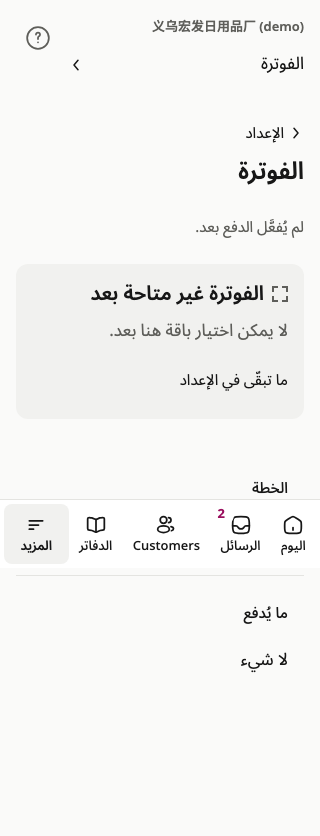 义乌宏发日用品厂 (demo)
الفوترة
الإعداد
الفوترة
لم يُفعَّل الدفع بعد.
الفوترة غير متاحة بعد
لا يمكن اختيار باقة هنا بعد.
ما تبقّى في الإعداد
الخطة
اليوم
2
الرسائل
Customers
الدفاتر
المزيد
ما يُدفع
لا شيء